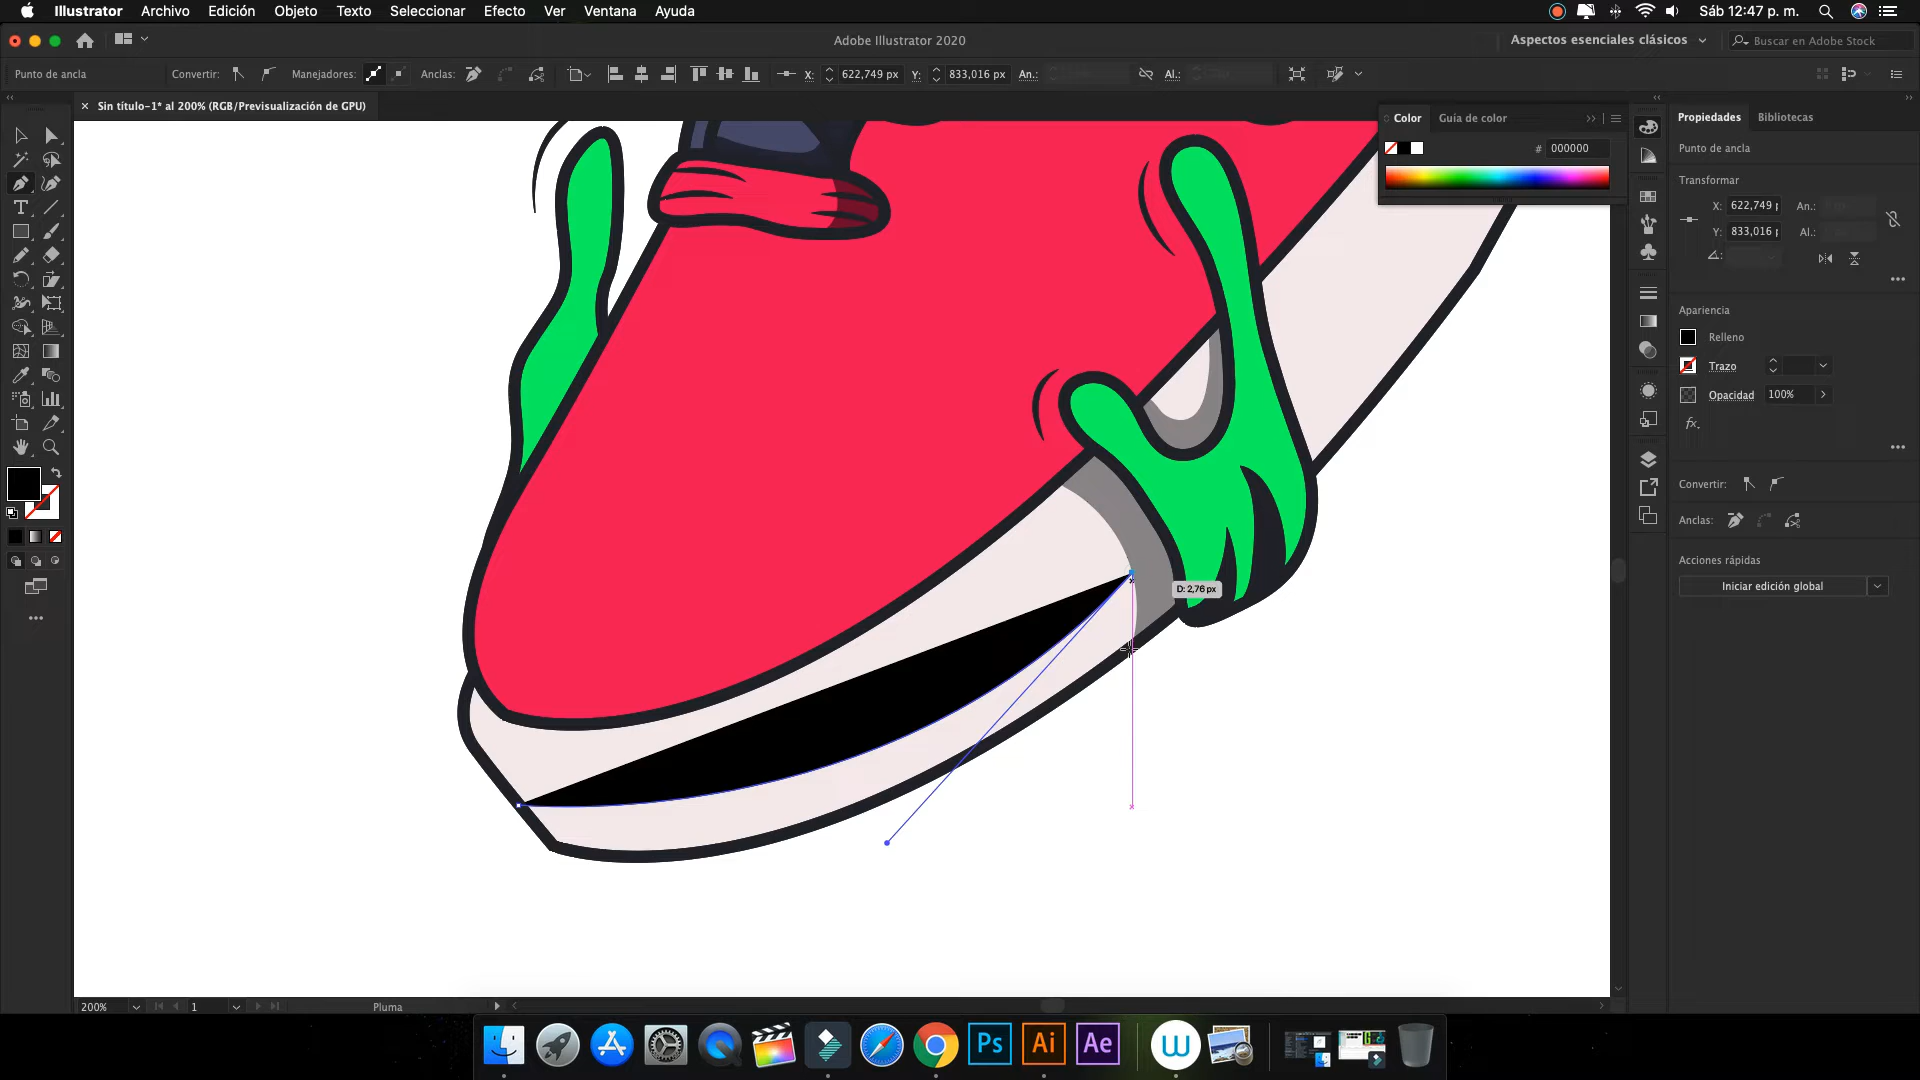 Illustrator Archivo Edición Objeto Texto Seleccionar Efecto Ver Ventana Ayuda Sáb 12:47 p. m.
Adobe Illustrator 2020 Aspectos esenciales clásicos Buscar en Adobe Stock
Punto de ancla Convertir: Manejadores: Anclas: X: 622,749 px Y: 833,016 px An.: Al.:
× Sin título-1* al 200% (RGB/Previsualización de GPU)
Color Guía de color
# 000000
Propiedades Bibliotecas
Punto de ancla
Transformar
X: 622,749 An.:
Y: 833,016 Al.:
Apariencia
Relleno
Trazo
Opacidad 100%
fx.
Convertir:
Anclas:
Acciones rápidas
Iniciar edición global
T
D: 2,76 px
200% 1 Pluma
Ps Ai Ae